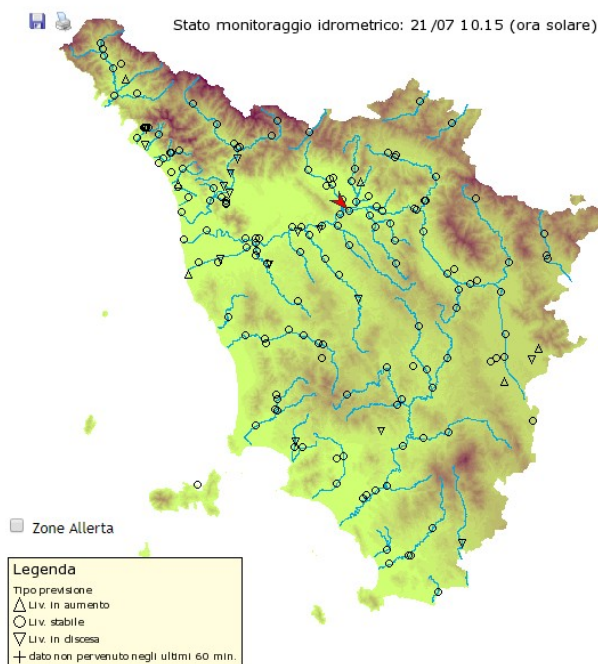 Stato monitoraggio idrometrico: 21/07 10.15 (ora solare)
Zone Allerta
Legenda
Tipo previsione
Liv. in aumento
Liv. stabile
Liv. in discesa
dato non pervenuto negli ultimi 60 min.